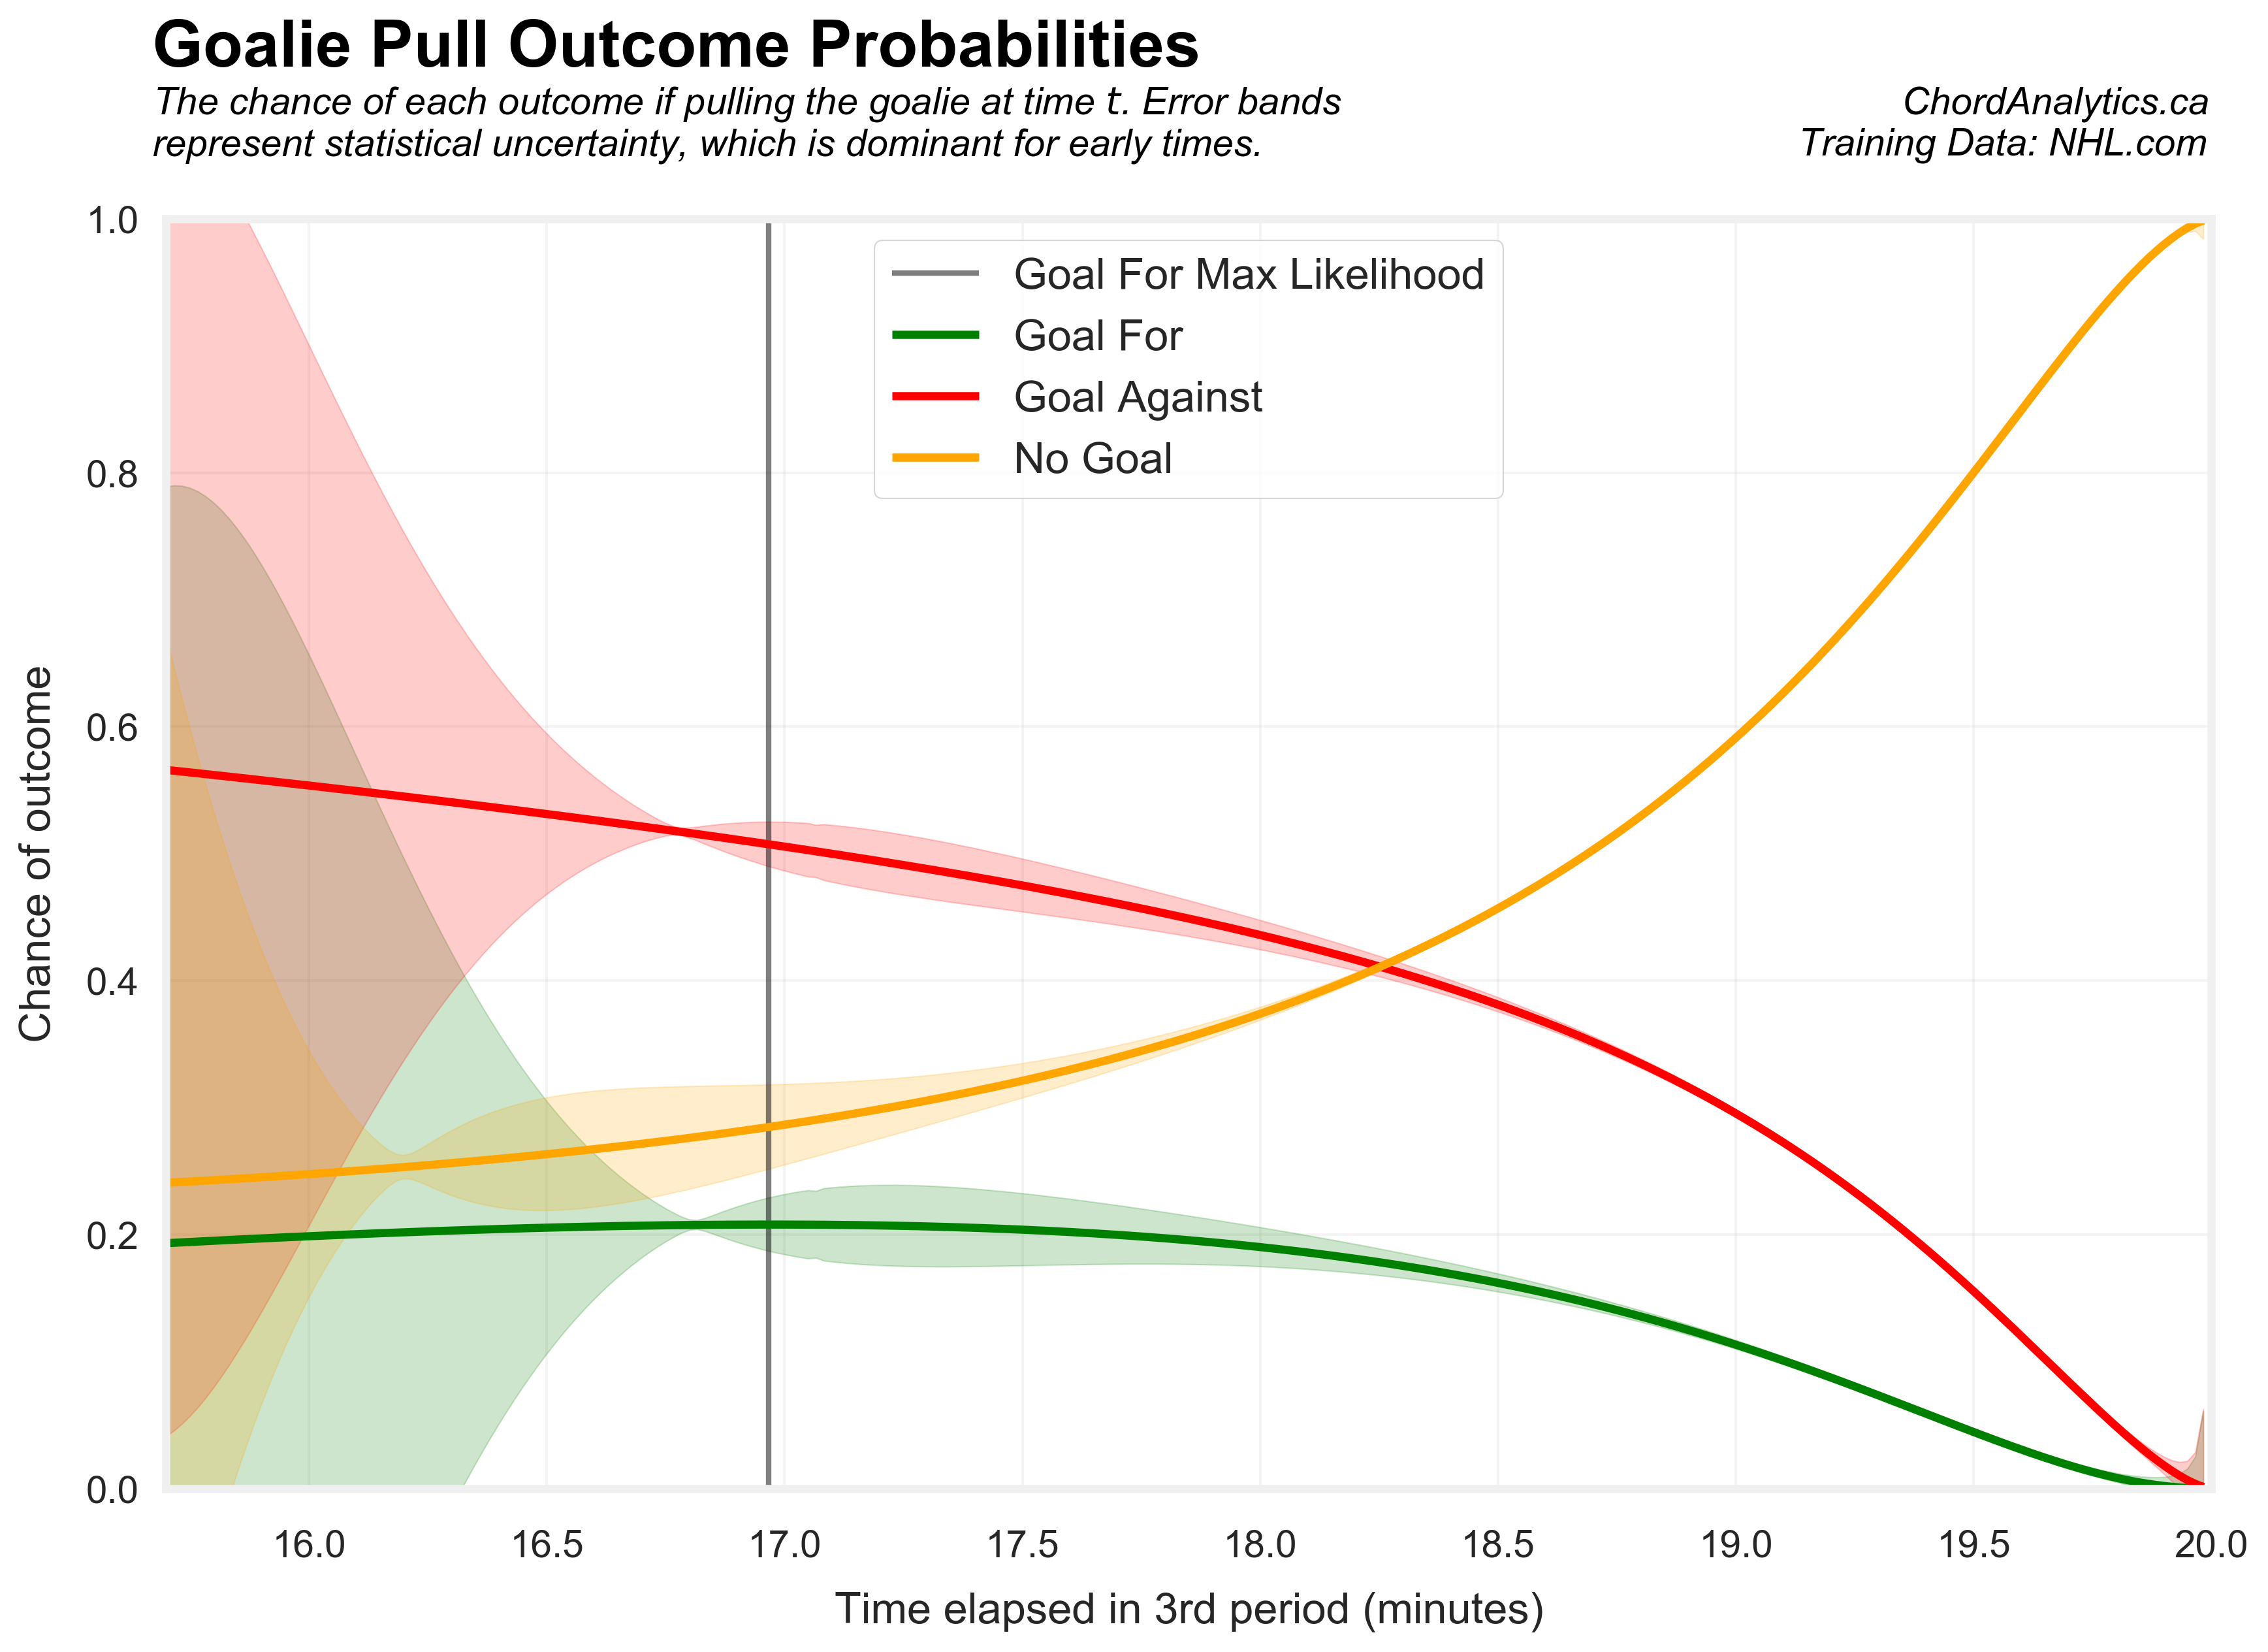 Goalie Pull Outcome Probabilities
The chance of each outcome if pulling the goalie at time t. Error bands
represent statistical uncertainty, which is dominant for early times.
ChordAnalytics.ca
Training Data: NHL.com
Goal For Max Likelihood
Goal For
Goal Against
No Goal
Chance of outcome
1.0
0.8
0.6
0.4
0.2
0.0
16.0 16.5 17.0 17.5 18.0 18.5 19.0 19.5 20.0
Time elapsed in 3rd period (minutes)